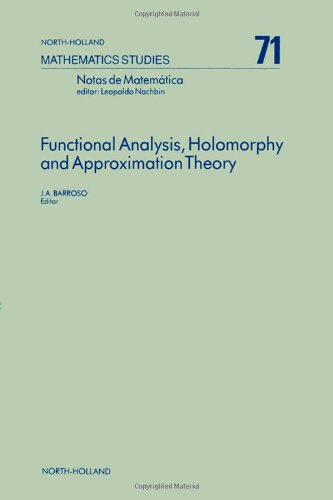 NORTH-HOLLAND
MATHEMATICS STUDIES 71
Notas de Matemática
editor: Leopoldo Nachbin
Functional Analysis, Holomorphy
and Approximation Theory
J.A. BARROSO
Editor
NORTH-HOLLAND